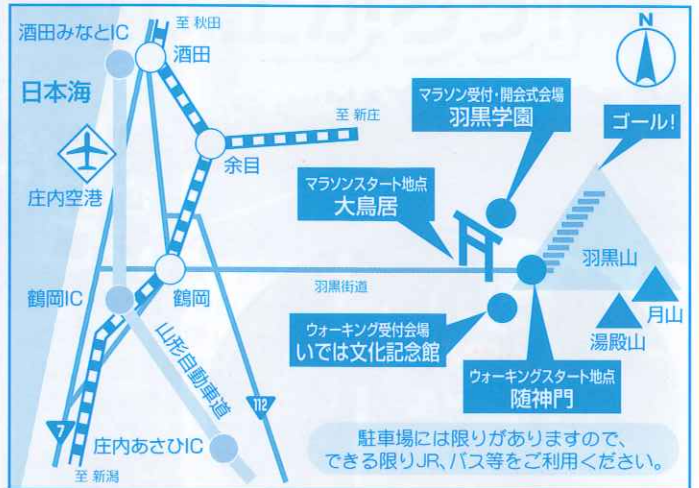 酒田みなとIC
至 秋田
酒田
日本海
至 新庄
余目
庄内空港
鶴岡IC
鶴岡
羽黒街道
山形自動車道
7
112
庄内あさひIC
至 新潟
N
マラソン受付・開会式会場
羽黒学園
ゴール!
マラソンスタート地点
大鳥居
羽黒山
月山
湯殿山
ウォーキング受付会場
いでは文化記念館
ウォーキングスタート地点
随神門
駐車場には限りがありますので、
できる限りJR、バス等をご利用ください。